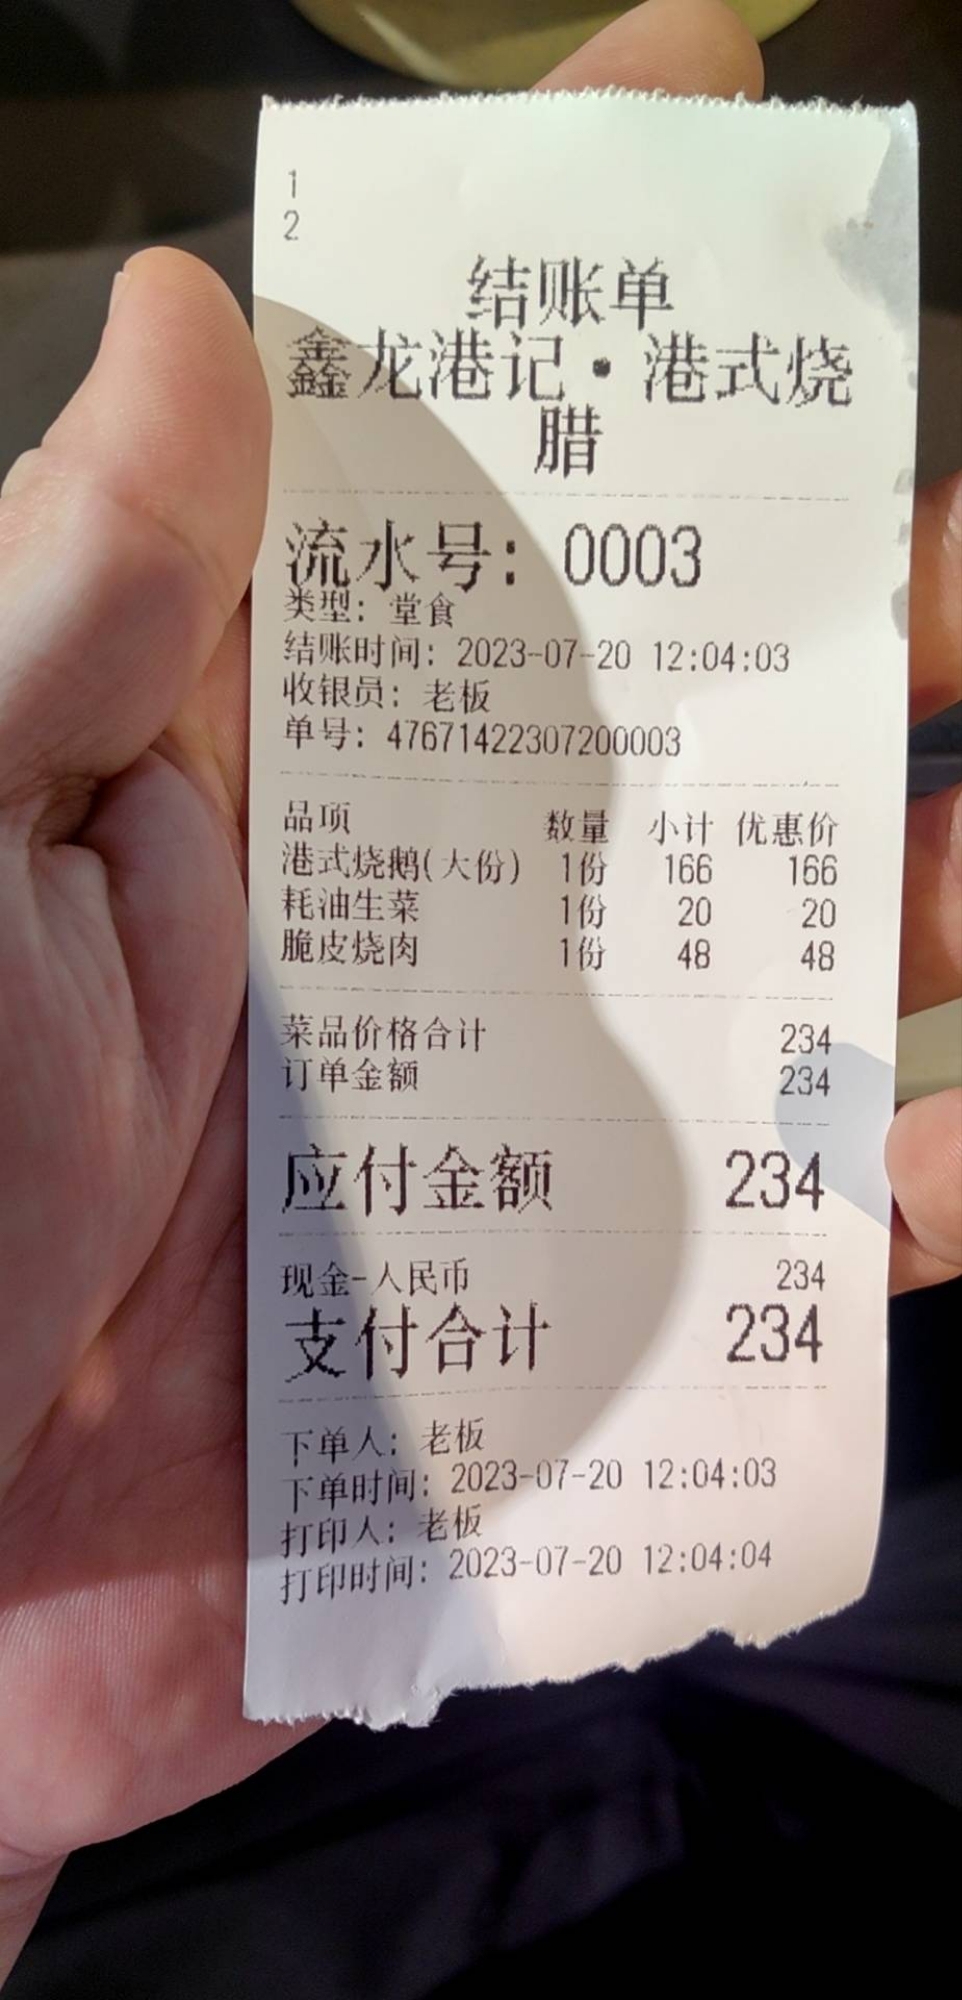 1
2
结账单
鑫龙港记·港式烧
腊
流水号: 0003
类型: 堂食
结账时间: 2023-07-20 12:04:03
收银员: 老板
单号: 47671422307200003
品项 数量 小计 优惠价
港式烧鹅(大份) 1份 166 166
耗油生菜 1份 20 20
脆皮烧肉 1份 48 48
菜品价格合计 234
订单金额 234
应付金额 234
现金-人民币 234
支付合计 234
下单人: 老板
下单时间: 2023-07-20 12:04:03
打印人: 老板
打印时间: 2023-07-20 12:04:04